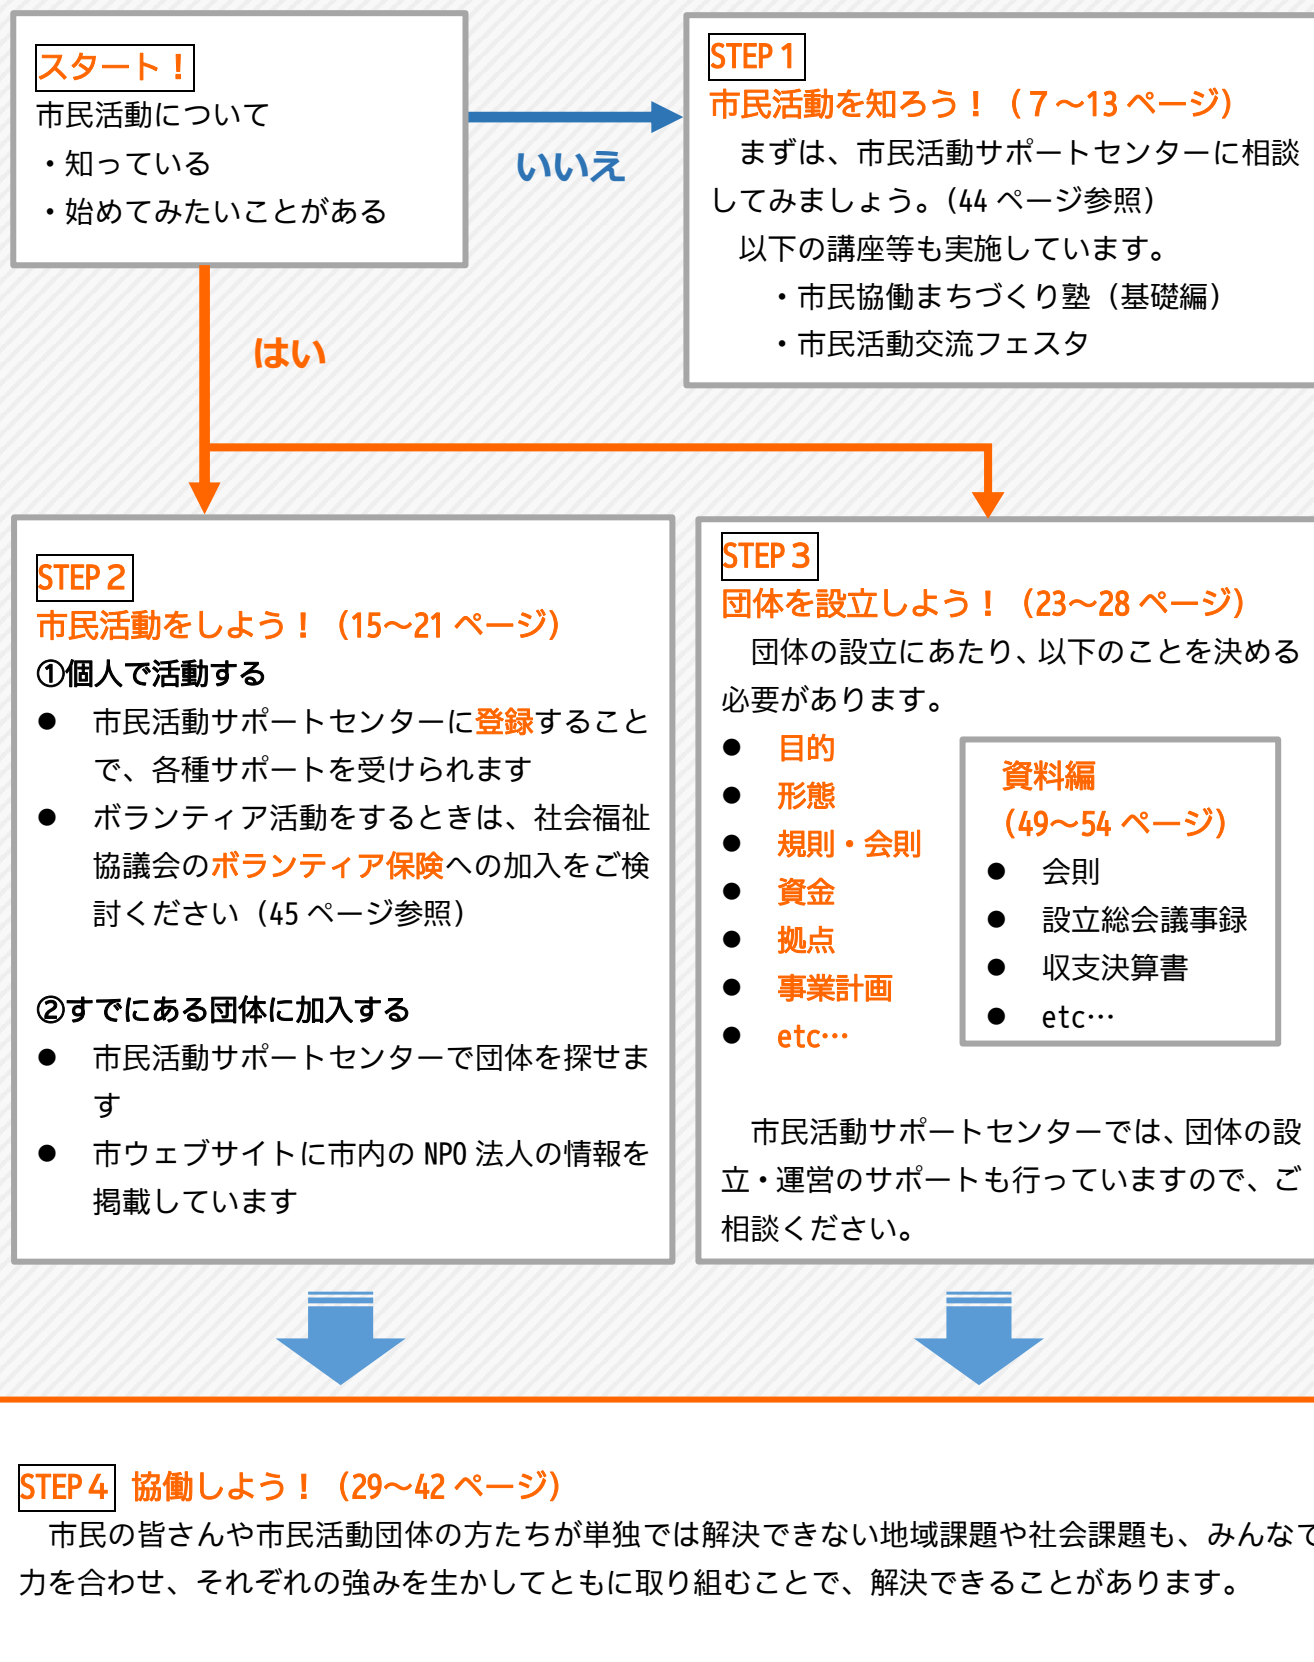 スタート！
市民活動について
・知っている
・始めてみたいことがある
いいえ
STEP１
市民活動を知ろう！（７～13 ページ）
まずは、市民活動サポートセンターに相談
してみましょう。（44 ページ参照）
以下の講座等も実施しています。
・市民協働まちづくり塾（基礎編）
・市民活動交流フェスタ
はい
STEP２
市民活動をしよう！（15～21 ページ）
①個人で活動する
● 市民活動サポートセンターに登録すること
で、各種サポートを受けられます
● ボランティア活動をするときは、社会福祉
協議会のボランティア保険への加入をご検
討ください（45 ページ参照）
②すでにある団体に加入する
● 市民活動サポートセンターで団体を探せま
す
● 市ウェブサイトに市内の NPO 法人の情報を
掲載しています
STEP３
団体を設立しよう！（23～28 ページ）
団体の設立にあたり、以下のことを決める
必要があります。
● 目的
● 形態
● 規則・会則
● 資金
● 拠点
● 事業計画
● etc…
資料編
（49～54 ページ）
● 会則
● 設立総会議事録
● 収支決算書
● etc…
市民活動サポートセンターでは、団体の設
立・運営のサポートも行っていますので、ご
相談ください。
STEP４ 協働しよう！（29～42 ページ）
市民の皆さんや市民活動団体の方たちが単独では解決できない地域課題や社会課題も、みんなで
力を合わせ、それぞれの強みを生かしてともに取り組むことで、解決できることがあります。